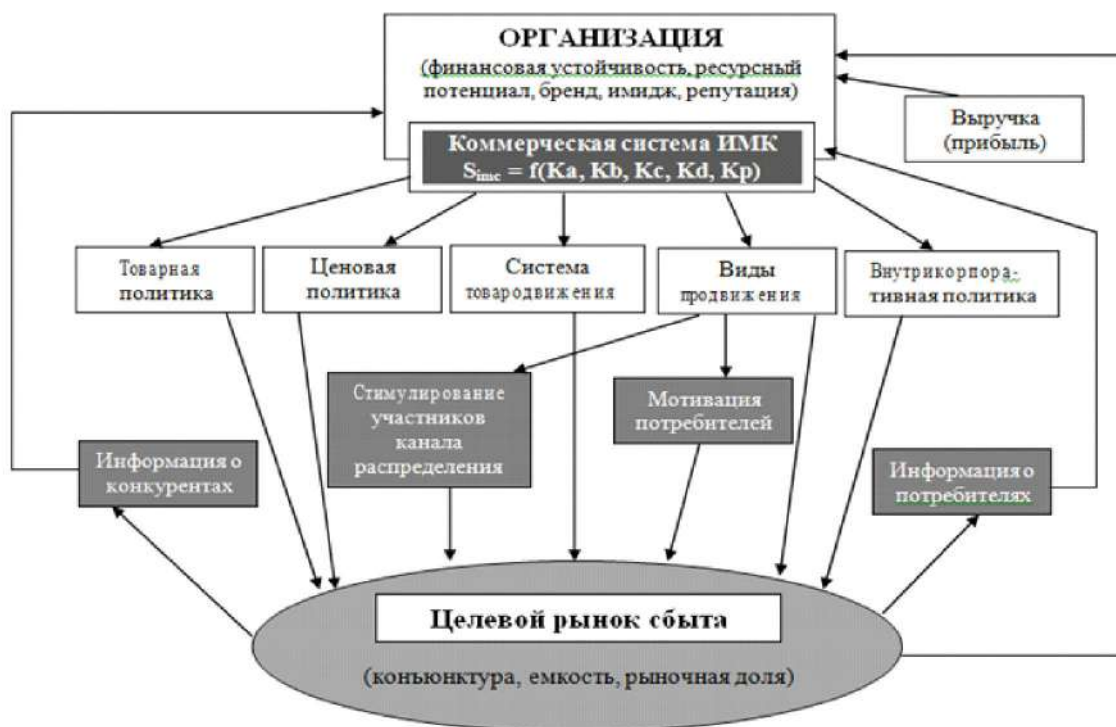 ОРГАНИЗАЦИЯ
(финансовая устойчивость, ресурсный
потенциал, бренд, имидж, репутация)
Выручка
(прибыль)
Коммерческая система ИМК
Simc = f(Ka, Kb, Kc, Kd, Kp)
Товарная
политика
Ценовая
политика
Система
товародвижения
Виды
продвижения
Внутрикорпора-
тивная политика
Стимулирование
участников
канала
распределения
Мотивация
потребителей
Информация о
конкурентах
Информация о
потребителях
Целевой рынок сбыта
(конъюнктура, емкость, рыночная доля)